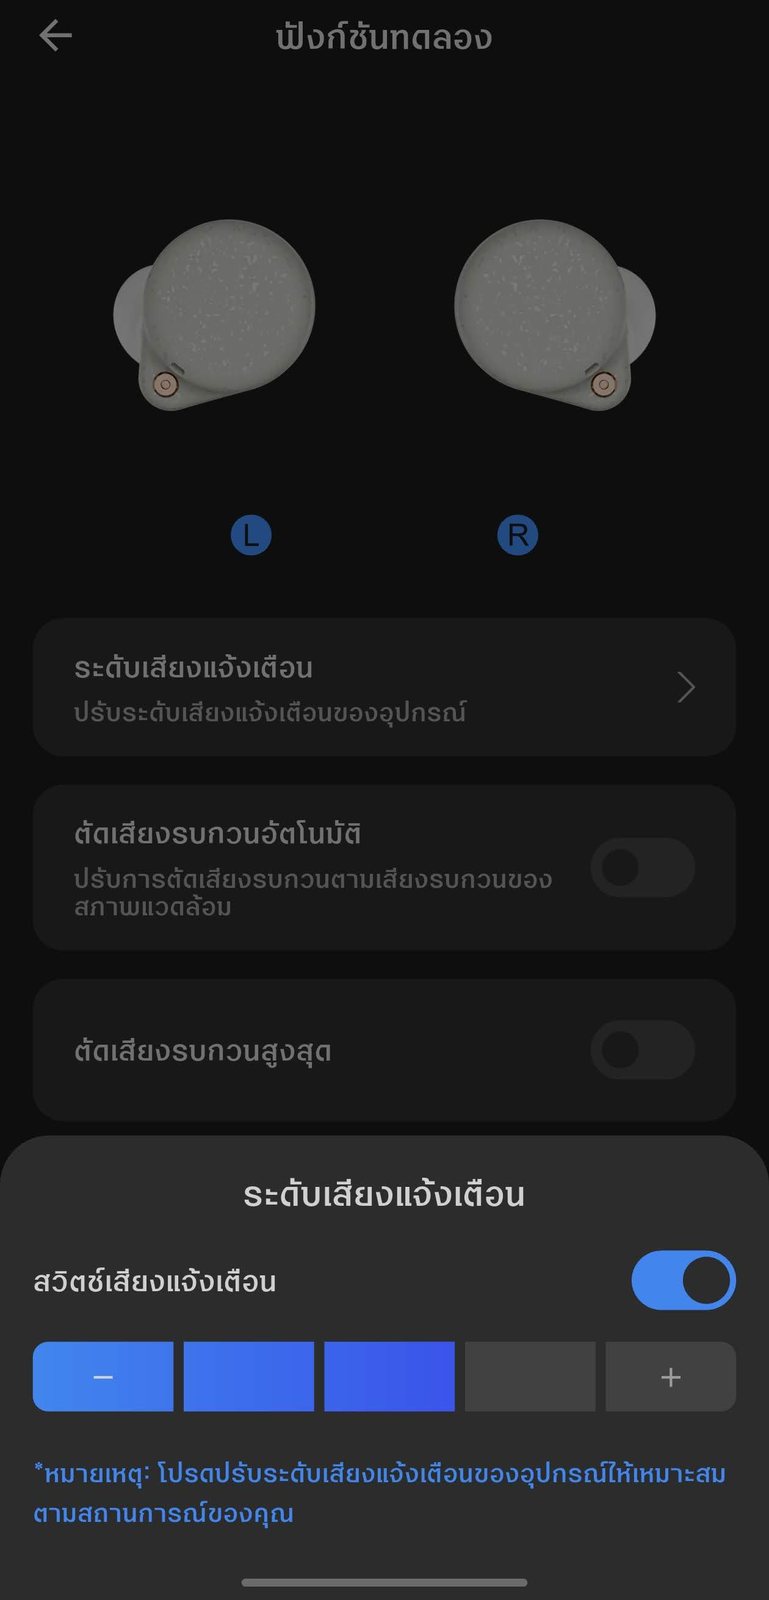 ฟังก์ชันทดลอง
L
R
ระดับเสียงแจ้งเตือน
ปรับระดับเสียงแจ้งเตือนของอุปกรณ์
ตัดเสียงรบกวนอัตโนมัติ
ปรับการตัดเสียงรบกวนตามเสียงรบกวนของ
สภาพแวดล้อม
ตัดเสียงรบกวนสูงสุด
ระดับเสียงแจ้งเตือน
สวิตช์เสียงแจ้งเตือน
− +
*หมายเหตุ: โปรดปรับระดับเสียงแจ้งเตือนของอุปกรณ์ให้เหมาะสม
ตามสถานการณ์ของคุณ